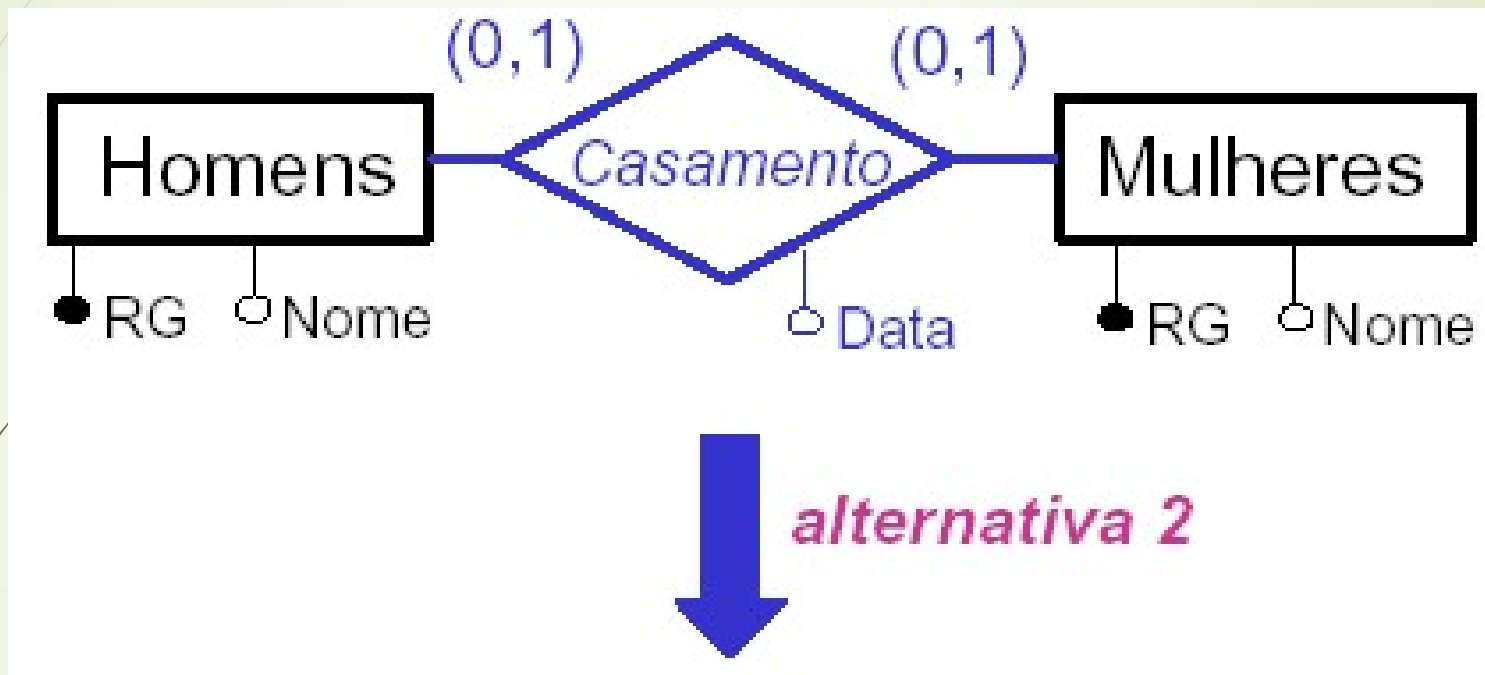 (0,1) (0,1)
Homens Casamento Mulheres
RG Nome Data RG Nome
alternativa 2